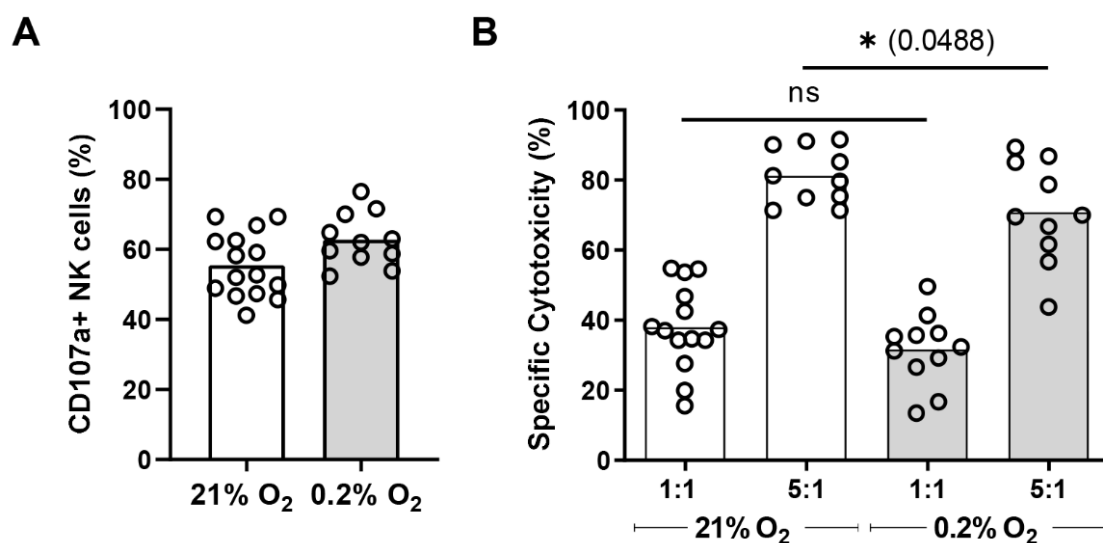 A
CD107a+ NK cells (%)
100
80
60
40
20
0
21% O₂ 0.2% O₂
B
* (0.0488)
ns
Specific Cytotoxicity (%)
100
80
60
40
20
0
1:1 5:1 1:1 5:1
21% O₂ 0.2% O₂